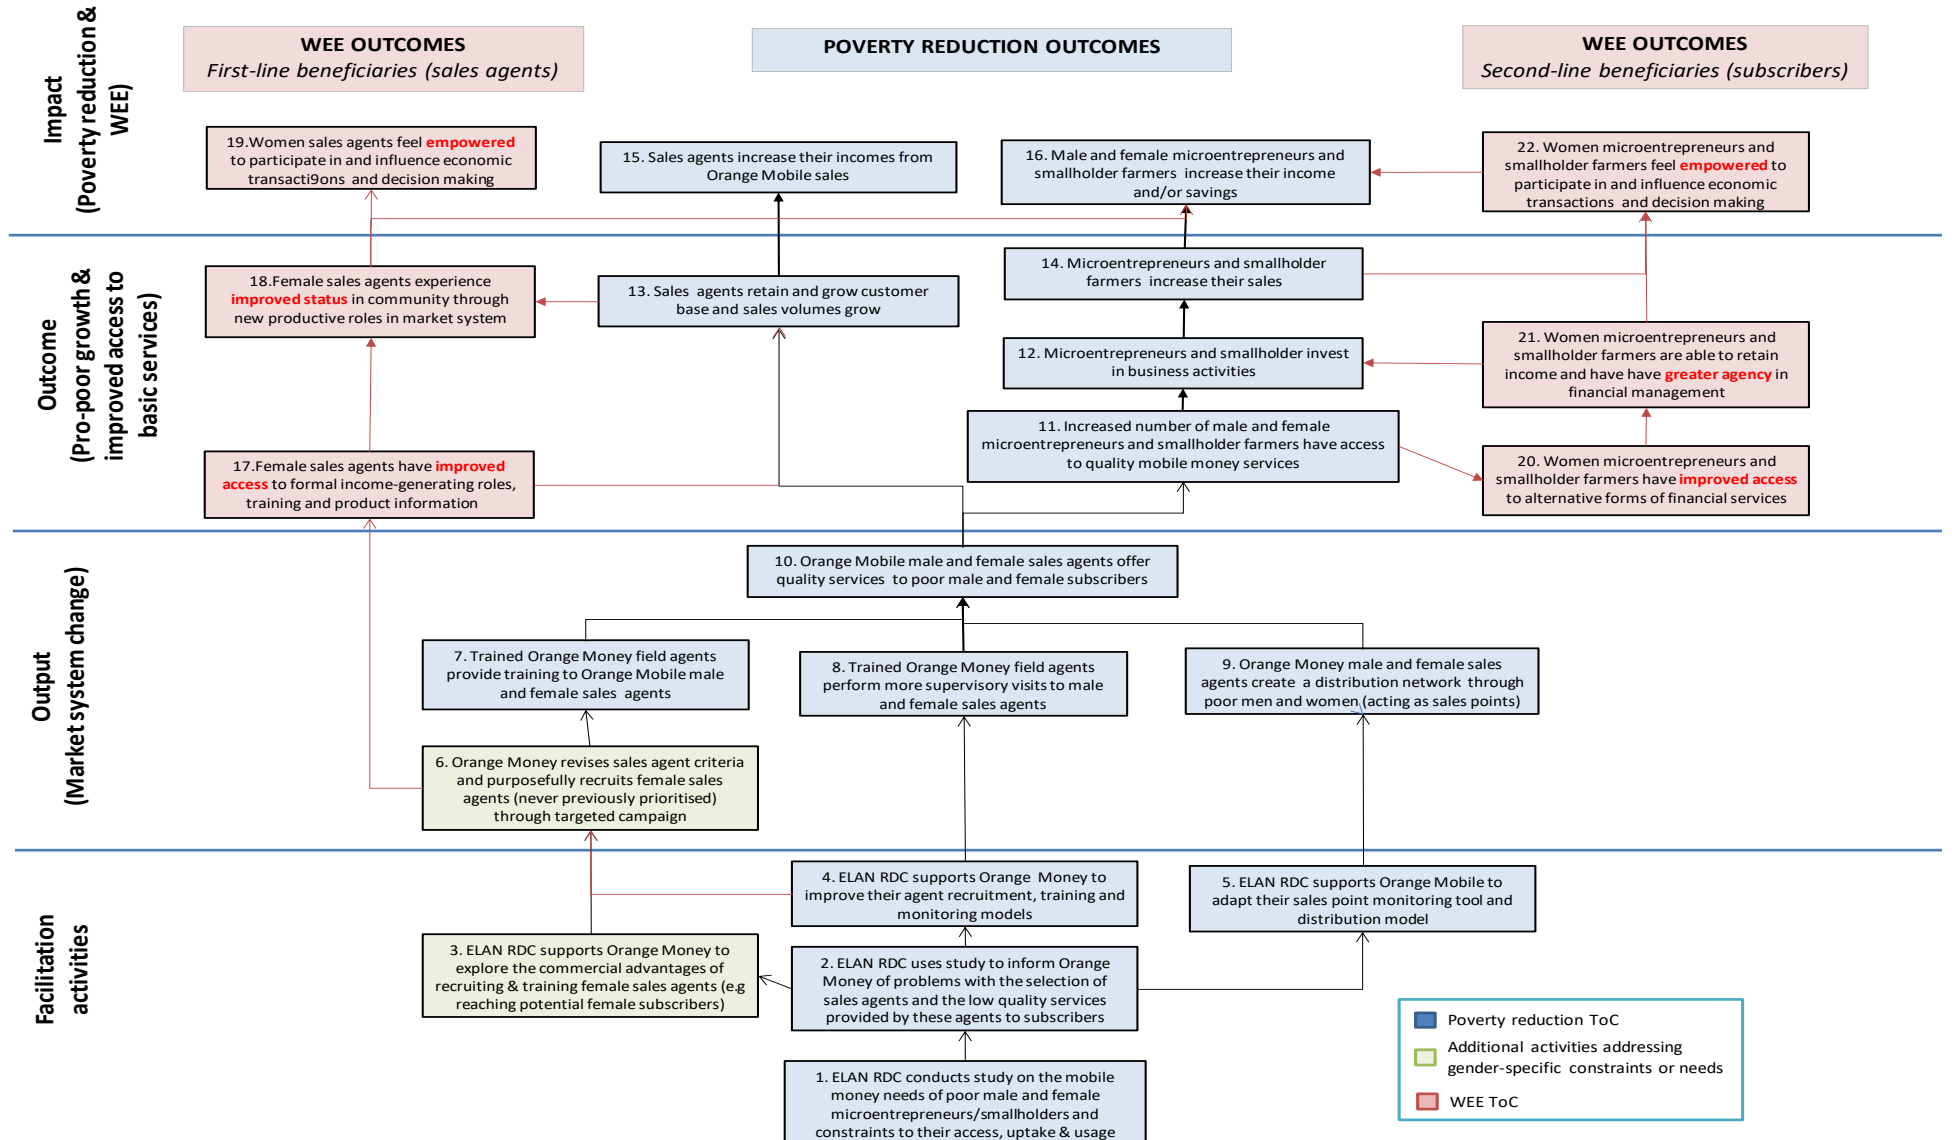 Impact
(Poverty reduction &
WEE)
WEE OUTCOMES
First-line beneficiaries (sales agents)
POVERTY REDUCTION OUTCOMES
WEE OUTCOMES
Second-line beneficiaries (subscribers)
19.Women sales agents feel empowered
to participate in and influence economic
transacti9ons and decision making
15. Sales agents increase their incomes from
Orange Mobile sales
16. Male and female microentrepreneurs and
smallholder farmers increase their income
and/or savings
22. Women microentrepreneurs and
smallholder farmers feel empowered to
participate in and influence economic
transactions and decision making
Outcome
(Pro-poor growth &
improved access to
basic services)
18.Female sales agents experience
improved status in community through
new productive roles in market system
13. Sales agents retain and grow customer
base and sales volumes grow
14. Microentrepreneurs and smallholder
farmers increase their sales
12. Microentrepreneurs and smallholder invest
in business activities
21. Women microentrepreneurs and
smallholder farmers are able to retain
income and have have greater agency in
financial management
11. Increased number of male and female
microentrepreneurs and smallholder farmers have access
to quality mobile money services
17.Female sales agents have improved
access to formal income-generating roles,
training and product information
20. Women microentrepreneurs and
smallholder farmers have improved access
to alternative forms of financial services
Output
(Market system change)
10. Orange Mobile male and female sales agents offer
quality services to poor male and female subscribers
7. Trained Orange Money field agents
provide training to Orange Mobile male
and female sales agents
8. Trained Orange Money field agents
perform more supervisory visits to male
and female sales agents
9. Orange Money male and female sales
agents create a distribution network through
poor men and women (acting as sales points)
6. Orange Money revises sales agent criteria
and purposefully recruits female sales
agents (never previously prioritised)
through targeted campaign
Facilitation
activities
4. ELAN RDC supports Orange Money to
improve their agent recruitment, training and
monitoring models
5. ELAN RDC supports Orange Mobile to
adapt their sales point monitoring tool and
distribution model
3. ELAN RDC supports Orange Money to
explore the commercial advantages of
recruiting & training female sales agents (e.g
reaching potential female subscribers)
2. ELAN RDC uses study to inform Orange
Money of problems with the selection of
sales agents and the low quality services
provided by these agents to subscribers
1. ELAN RDC conducts study on the mobile
money needs of poor male and female
microentrepreneurs/smallholders and
constraints to their access, uptake & usage
Poverty reduction ToC
Additional activities addressing
gender-specific constraints or needs
WEE ToC